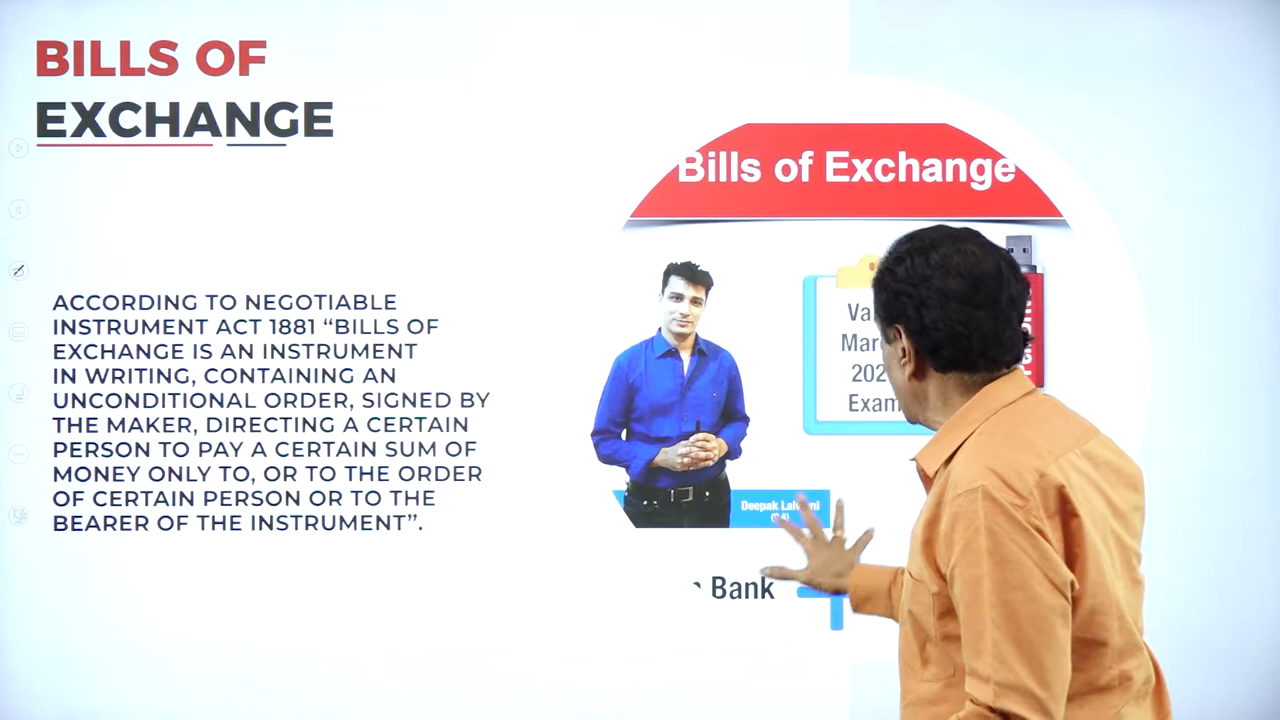 BILLS OF
EXCHANGE
ACCORDING TO NEGOTIABLE
INSTRUMENT ACT 1881 “BILLS OF
EXCHANGE IS AN INSTRUMENT
IN WRITING, CONTAINING AN
UNCONDITIONAL ORDER, SIGNED BY
THE MAKER, DIRECTING A CERTAIN
PERSON TO PAY A CERTAIN SUM OF
MONEY ONLY TO, OR TO THE ORDER
OF CERTAIN PERSON OR TO THE
BEARER OF THE INSTRUMENT”.
Bills of Exchange
Deepak
Bank